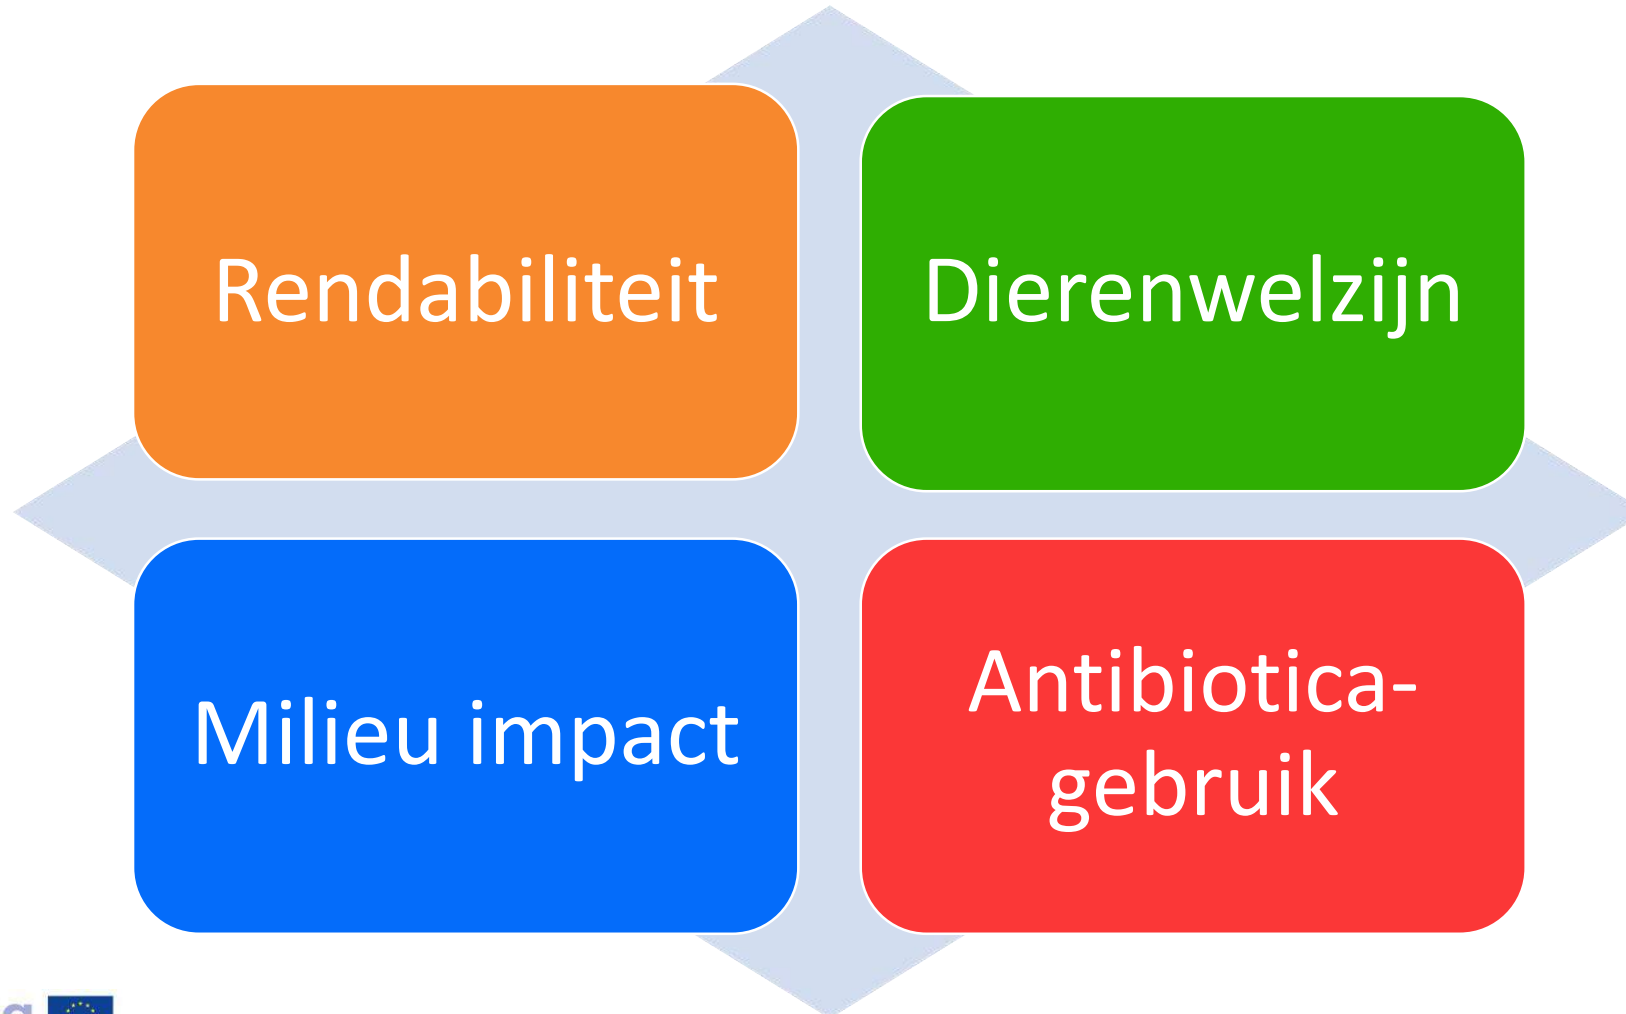 Rendabiliteit
Dierenwelzijn
Milieu impact
Antibiotica-
gebruik